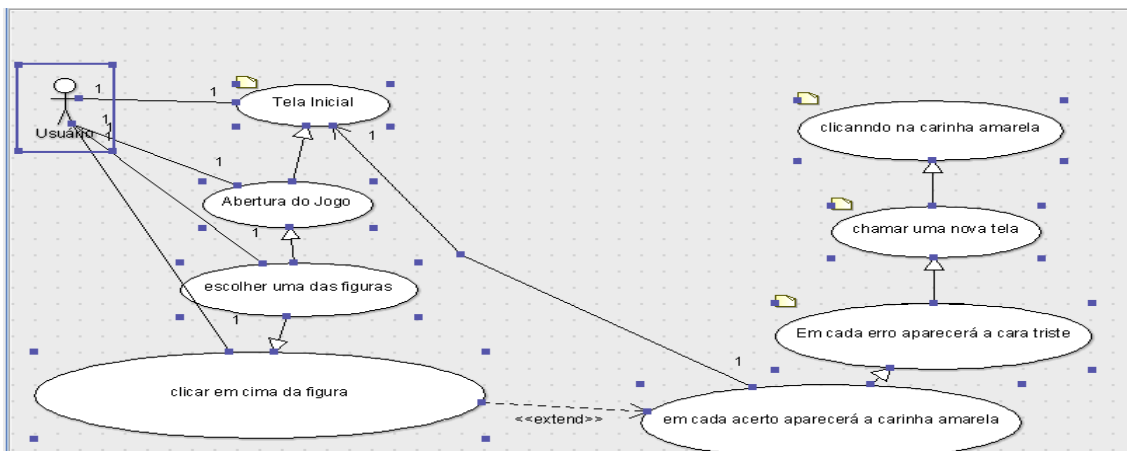 1
1
Tela Inicial
Usuário
1
1
1
1
1
1
Abertura do Jogo
1
escolher uma das figuras
1
clicar em cima da figura
<<extend>>
1
em cada acerto aparecerá a carinha amarela
Em cada erro aparecerá a cara triste
chamar uma nova tela
clicanndo na carinha amarela